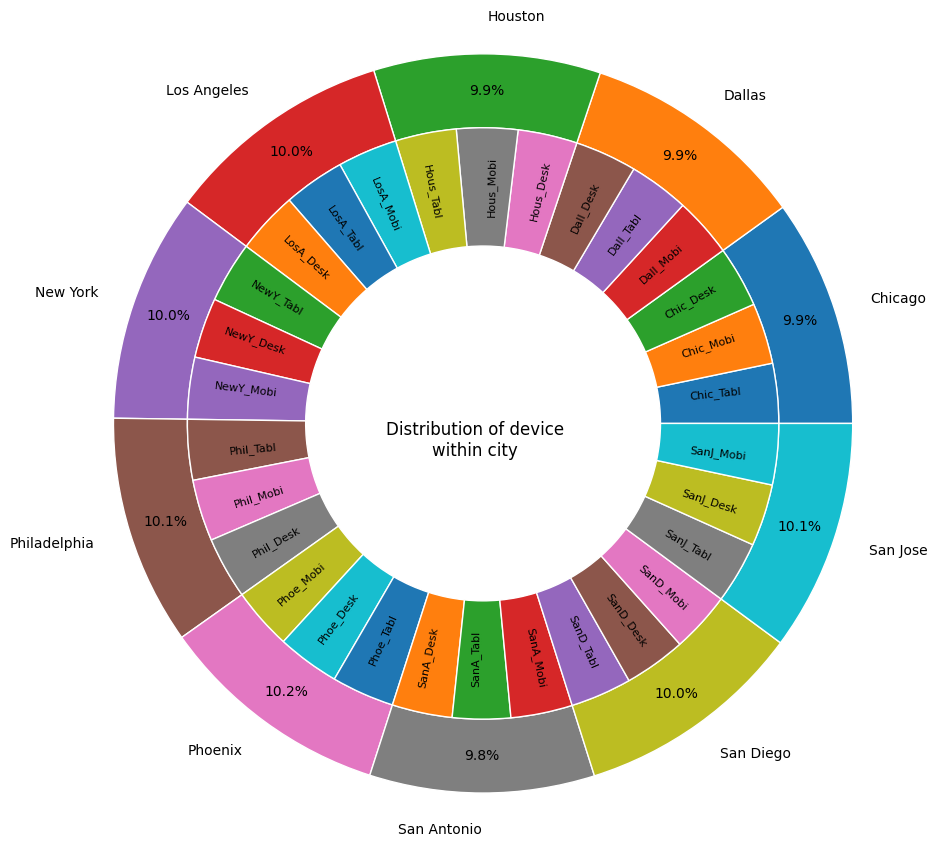 Houston
Los Angeles
Dallas
9.9%
10.0%
9.9%
Hous_Tabl
Hous_Mobi
Hous_Desk
LosA_Mobi
LosA_Tabl
LosA_Desk
Dall_Desk
Dall_Tabl
Dall_Mobi
New York
10.0%
NewY_Tabl
NewY_Desk
NewY_Mobi
Chicago
9.9%
Chic_Desk
Chic_Mobi
Chic_Tabl
Distribution of device
within city
Philadelphia
10.1%
Phil_Tabl
Phil_Mobi
Phil_Desk
San Jose
10.1%
SanJ_Mobi
SanJ_Desk
SanJ_Tabl
Phoe_Mobi
Phoe_Desk
Phoe_Tabl
SanA_Desk
SanA_Tabl
SanA_Mobi
SanD_Tabl
SanD_Desk
SanD_Mobi
10.2%
9.8%
10.0%
Phoenix
San Antonio
San Diego